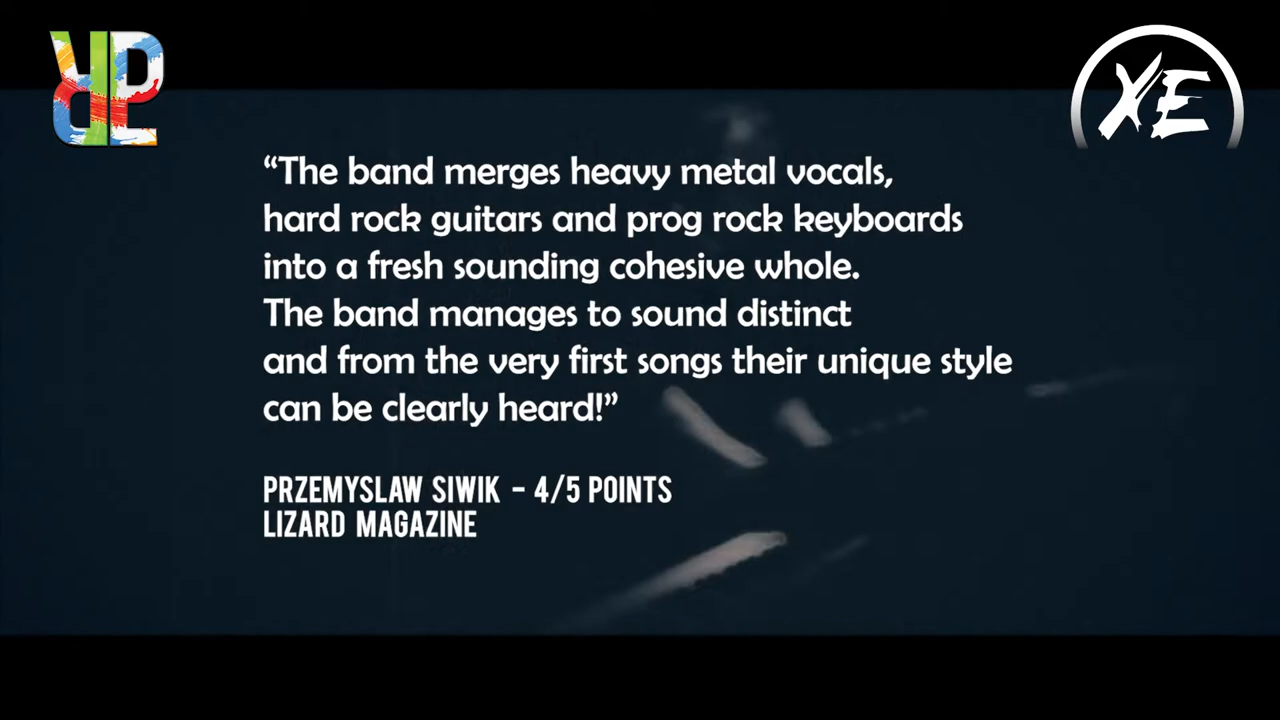 XE
“The band merges heavy metal vocals,
hard rock guitars and prog rock keyboards
into a fresh sounding cohesive whole.
The band manages to sound distinct
and from the very first songs their unique style
can be clearly heard!”
PRZEMYSLAW SIWIK - 4/5 POINTS
LIZARD MAGAZINE